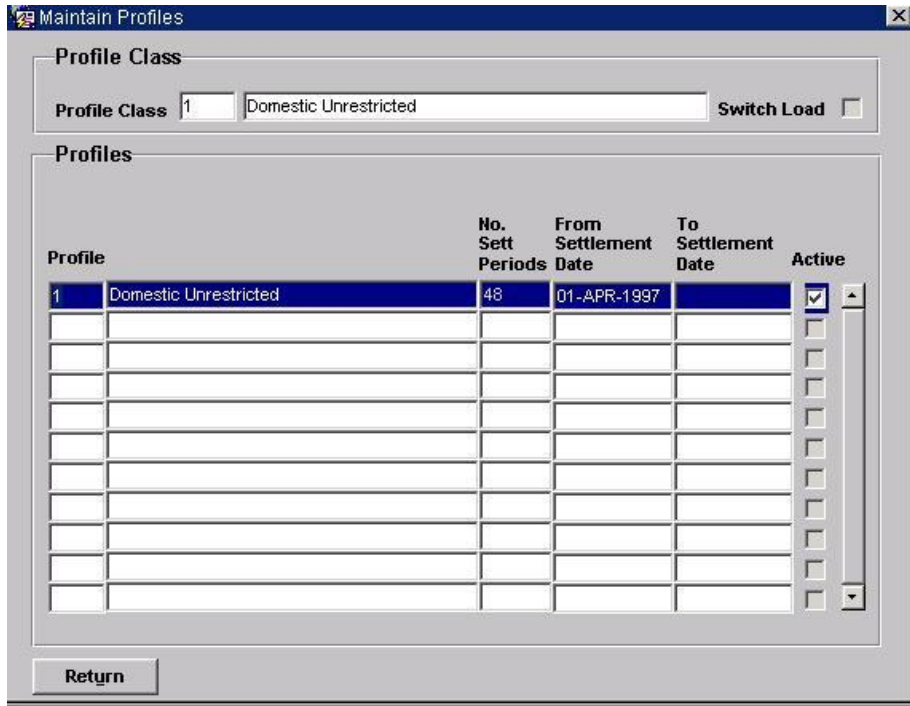 Maintain Profiles
Profile Class
Profile Class 1 Domestic Unrestricted Switch Load
Profiles
Profile No. Sett Periods From Settlement Date To Settlement Date Active
1 Domestic Unrestricted 48 01-APR-1997
Return